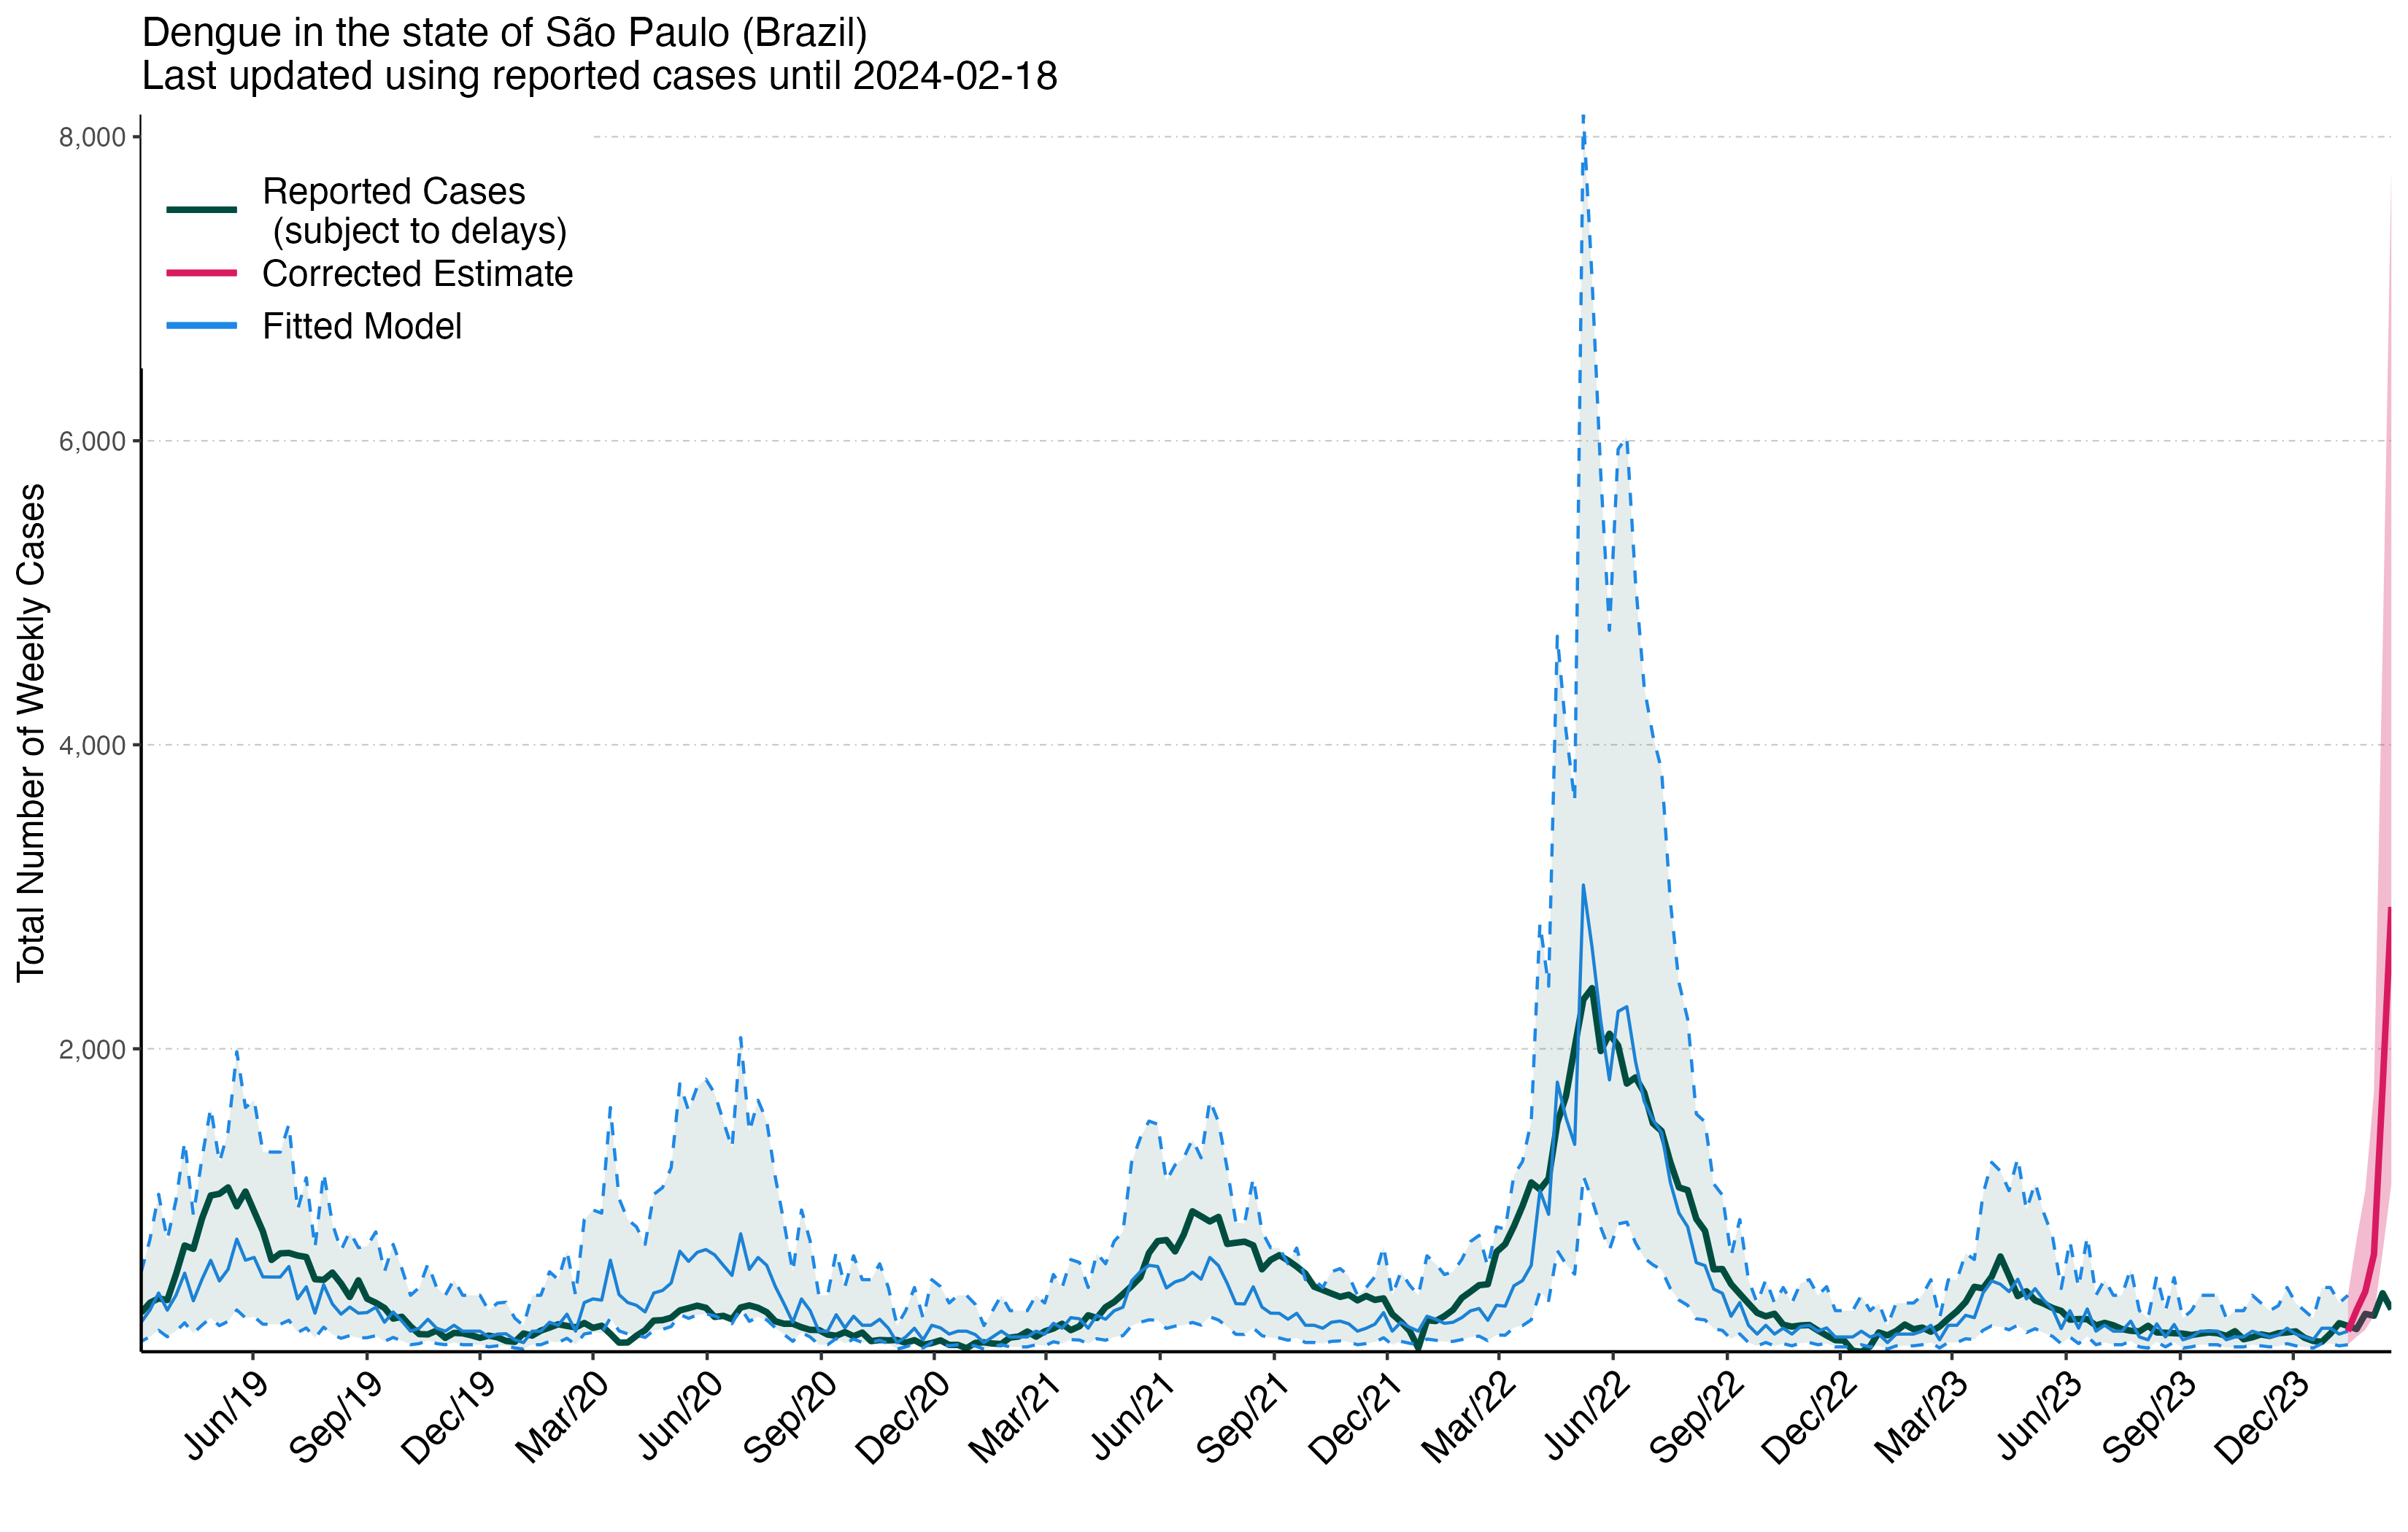 Dengue in the state of São Paulo (Brazil)
Last updated using reported cases until 2024-02-18
Total Number of Weekly Cases
8,000
6,000
4,000
2,000
Reported Cases
(subject to delays)
Corrected Estimate
Fitted Model
Jun/19
Sep/19
Dec/19
Mar/20
Jun/20
Sep/20
Dec/20
Mar/21
Jun/21
Sep/21
Dec/21
Mar/22
Jun/22
Sep/22
Dec/22
Mar/23
Jun/23
Sep/23
Dec/23